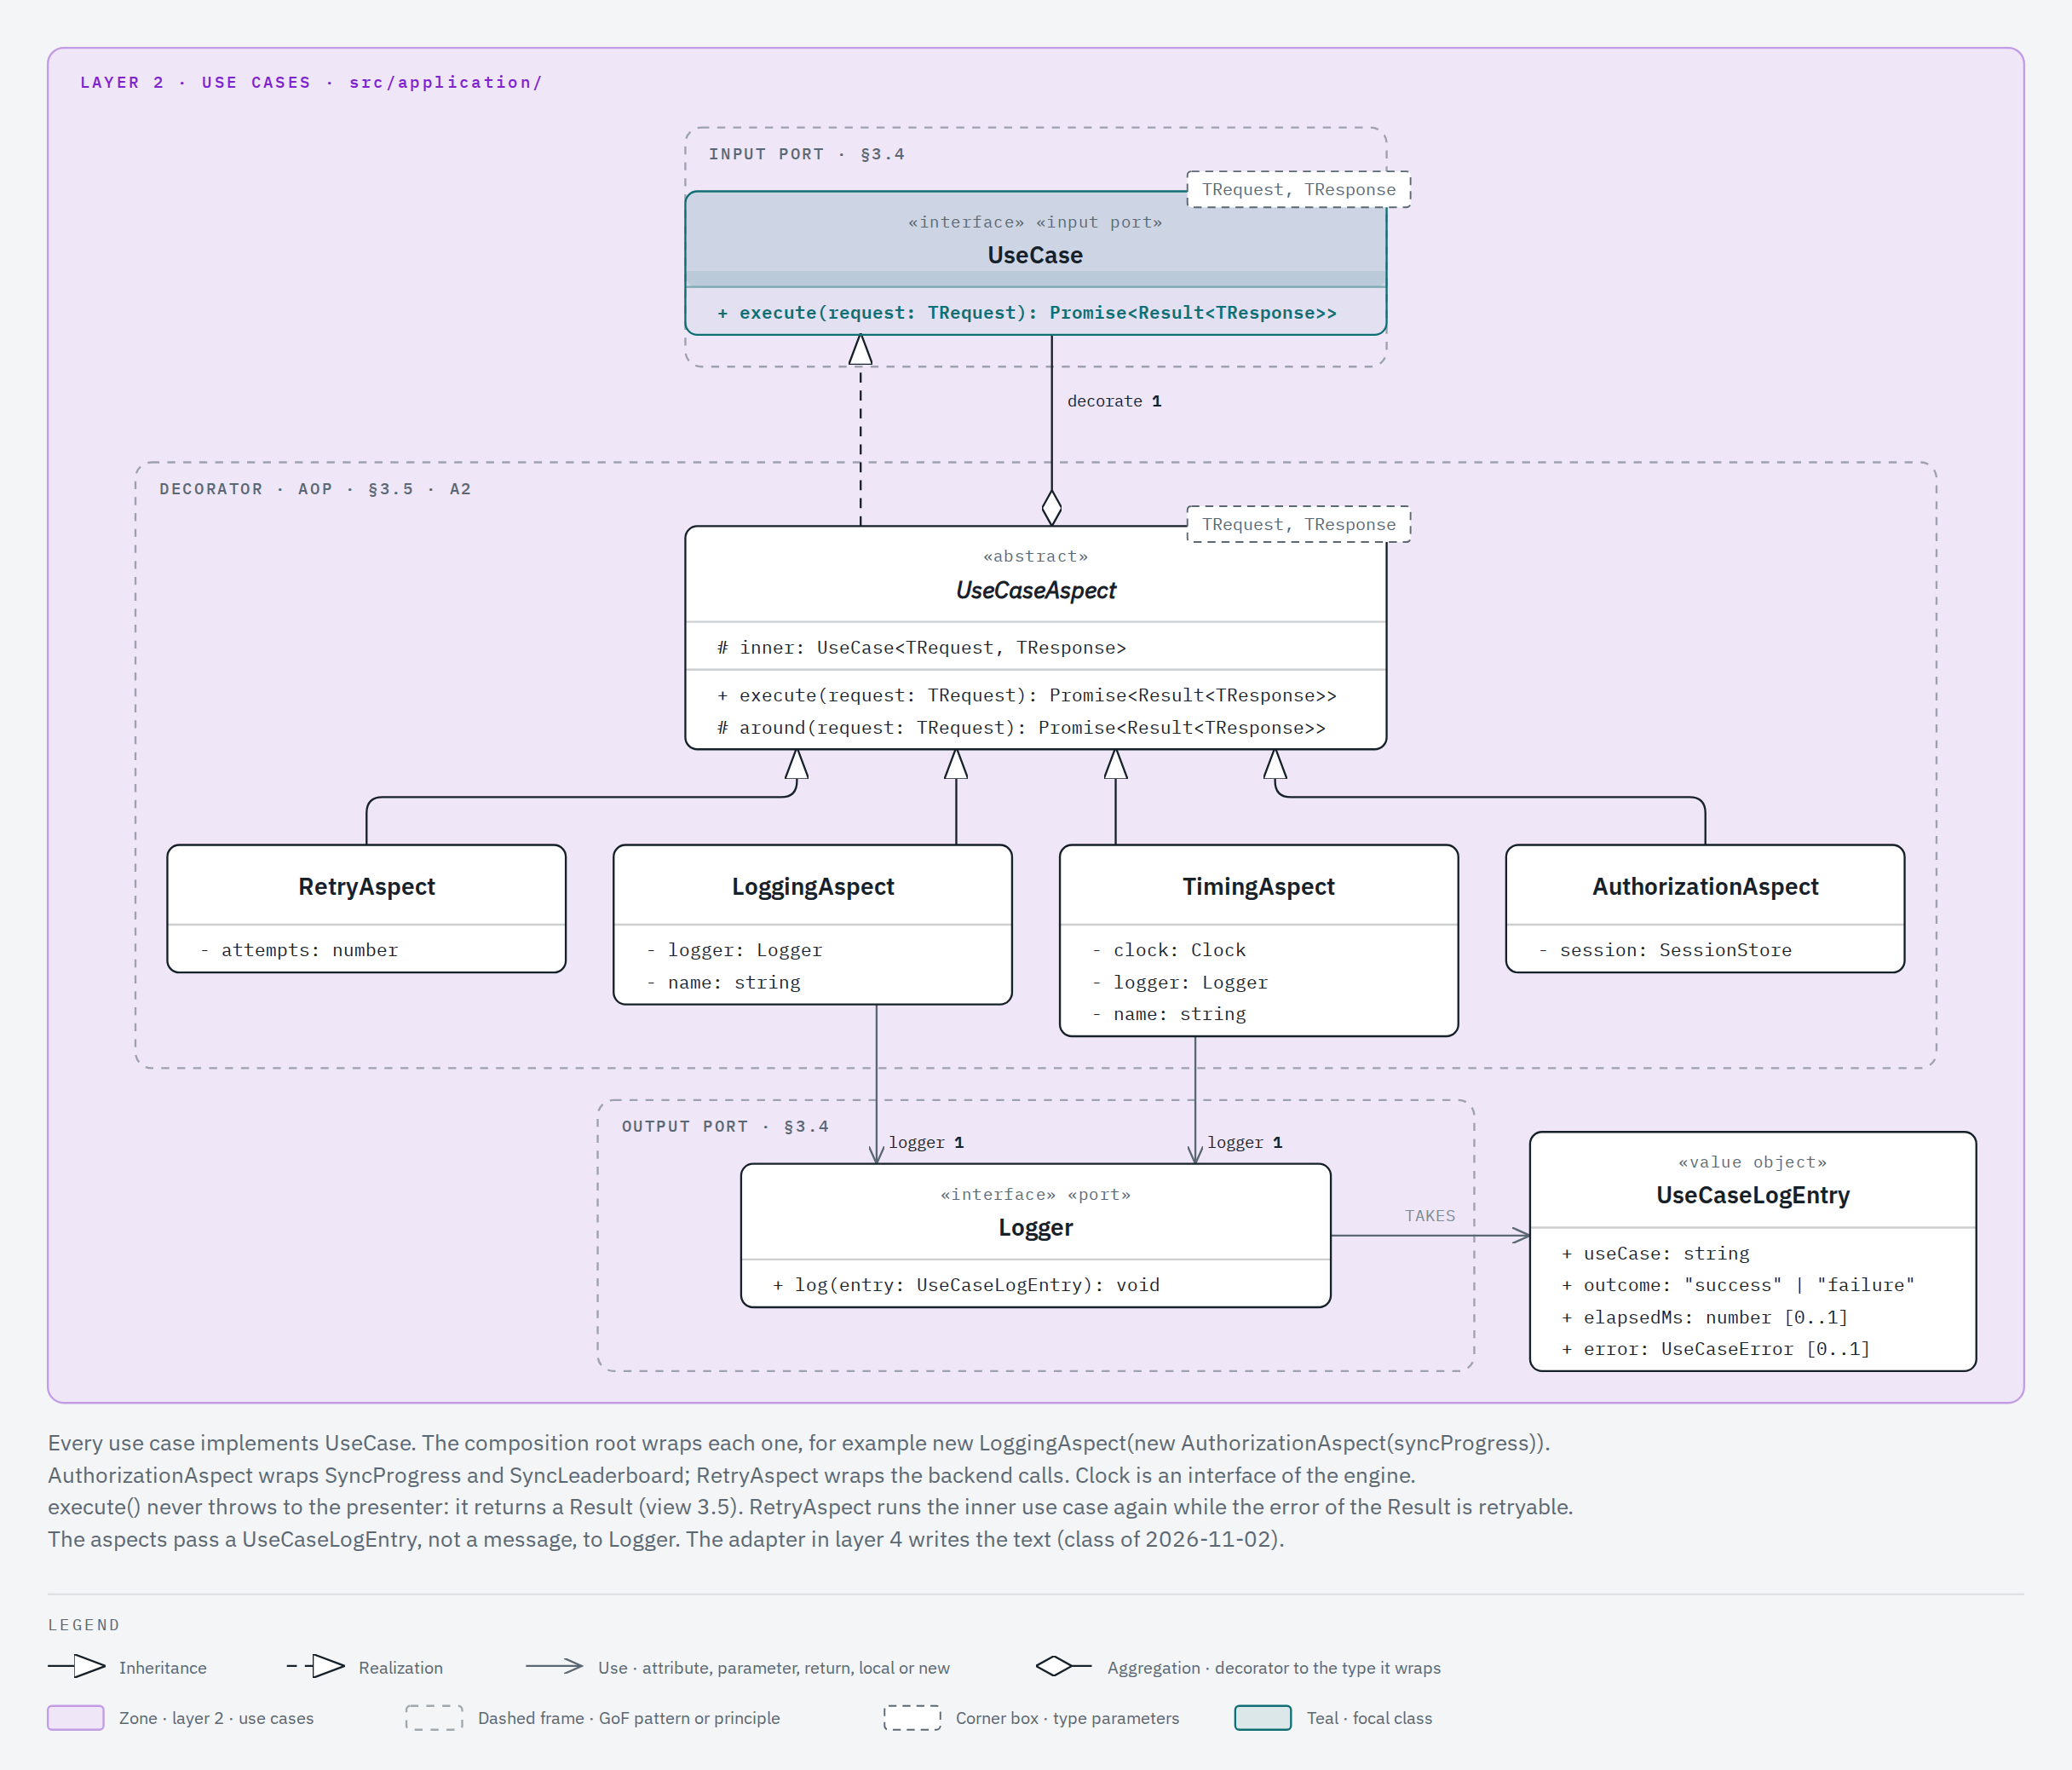 LAYER 2 · USE CASES · src/application/
INPUT PORT · §3.4
TRequest, TResponse
«interface» «input port»
UseCase
+ execute(request: TRequest): Promise<Result<TResponse>>
decorate 1
DECORATOR · AOP · §3.5 · A2
TRequest, TResponse
«abstract»
UseCaseAspect
# inner: UseCase<TRequest, TResponse>
+ execute(request: TRequest): Promise<Result<TResponse>>
# around(request: TRequest): Promise<Result<TResponse>>
RetryAspect
- attempts: number
LoggingAspect
- logger: Logger
- name: string
TimingAspect
- clock: Clock
- logger: Logger
- name: string
AuthorizationAspect
- session: SessionStore
OUTPUT PORT · §3.4
logger 1
logger 1
«interface» «port»
Logger
+ log(entry: UseCaseLogEntry): void
TAKES
«value object»
UseCaseLogEntry
+ useCase: string
+ outcome: "success" | "failure"
+ elapsedMs: number [0..1]
+ error: UseCaseError [0..1]
Every use case implements UseCase. The composition root wraps each one, for example new LoggingAspect(new AuthorizationAspect(syncProgress)).
AuthorizationAspect wraps SyncProgress and SyncLeaderboard; RetryAspect wraps the backend calls. Clock is an interface of the engine.
execute() never throws to the presenter: it returns a Result (view 3.5). RetryAspect runs the inner use case again while the error of the Result is retryable.
The aspects pass a UseCaseLogEntry, not a message, to Logger. The adapter in layer 4 writes the text (class of 2026-11-02).
LEGEND
Inheritance
Realization
Use · attribute, parameter, return, local or new
Aggregation · decorator to the type it wraps
Zone · layer 2 · use cases
Dashed frame · GoF pattern or principle
Corner box · type parameters
Teal · focal class